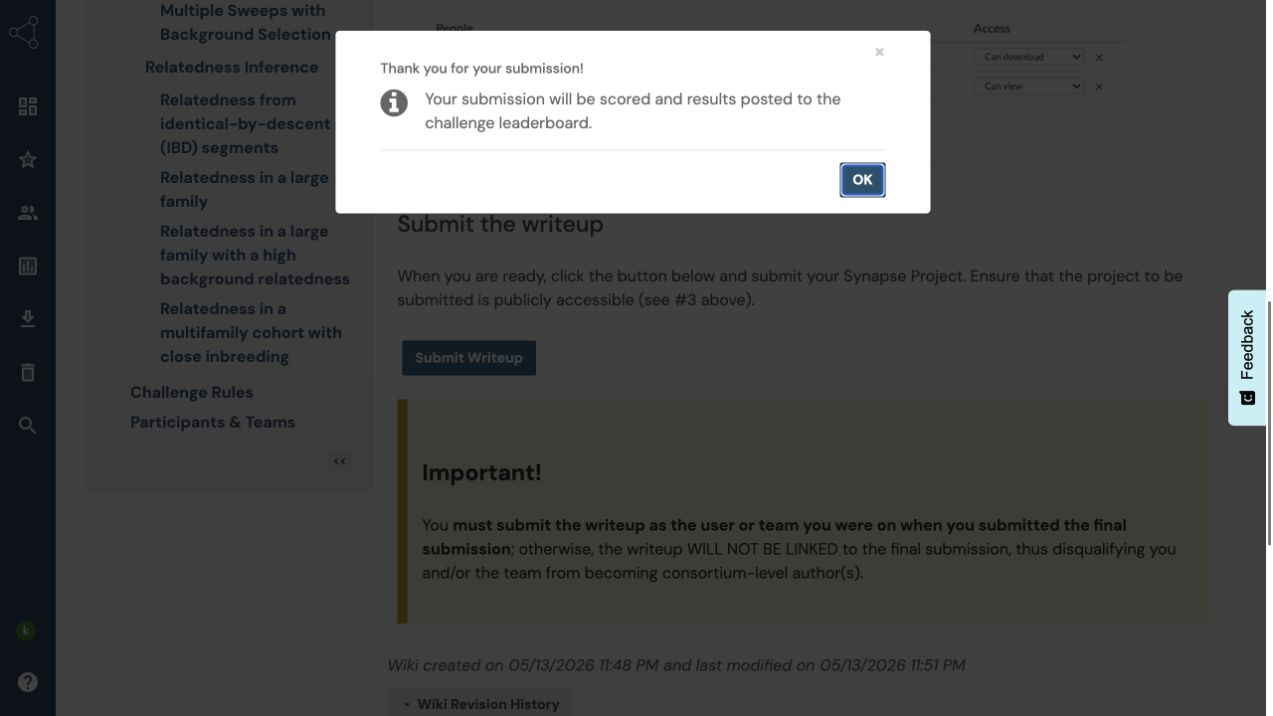 Multiple Sweeps with
Background Selection
Relatedness Inference
Relatedness from
identical-by-descent
(IBD) segments
Relatedness in a large
family
Relatedness in a large
family with a high
background relatedness
Relatedness in a
multifamily cohort with
close inbreeding
Challenge Rules
Participants & Teams
<<
People
Access
Can download
×
Can view
×
×
Thank you for your submission!
Your submission will be scored and results posted to the
challenge leaderboard.
OK
Submit the writeup
When you are ready, click the button below and submit your Synapse Project. Ensure that the project to be
submitted is publicly accessible (see #3 above).
Submit Writeup
Important!
You must submit the writeup as the user or team you were on when you submitted the final
submission; otherwise, the writeup WILL NOT BE LINKED to the final submission, thus disqualifying you
and/or the team from becoming consortium-level author(s).
Wiki created on 05/13/2026 11:48 PM and last modified on 05/13/2026 11:51 PM
Wiki Revision History
Feedback
k